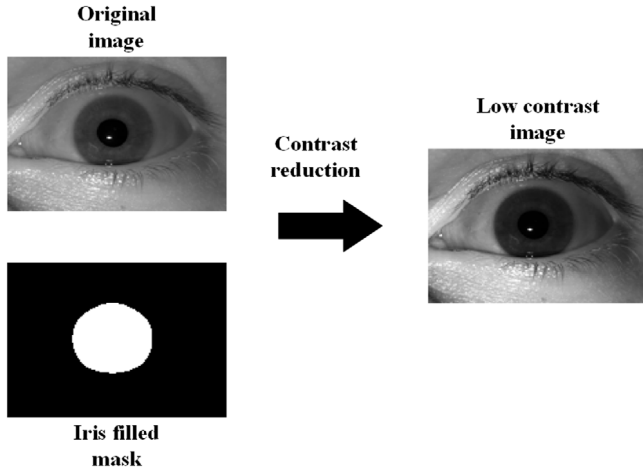 Original
image
Contrast
reduction
Low contrast
image
Iris filled
mask